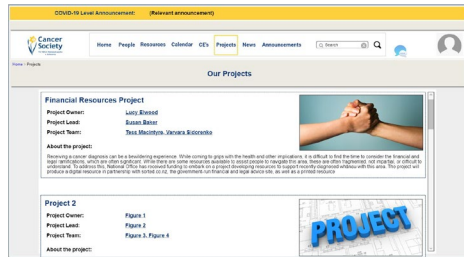 COVID-19 Level Announcement: (Relevant announcement)
Cancer
Society
Home People Resources Calendar CE's Projects News Announcements
Search
Home > Projects
Our Projects
Financial Resources Project
Project Owner: Lucy Elwood
Project Lead: Susan Baker
Project Team: Tess Macintyre, Varvara Sidorenko
About the project:
Receiving a cancer diagnosis can be a bewildering experience. While coming to grips with the health and other implications, it is difficult to find the time to consider the financial and
legal ramifications, which are often significant. While there are some resources available to assist people to navigate this area, these are often fragmented, not impartial, or difficult to
understand. To address this, National Office has received funding to embark on a project developing resources to support recently diagnosed with this area. The project will
produce a digital resource in partnership with sorted.co.nz, the government-run financial and legal advice site, as well as a printed resource
Project 2
Project Owner: Figure 1
Project Lead: Figure 2
Project Team: Figure 3, Figure 4
About the project:
PROJECT